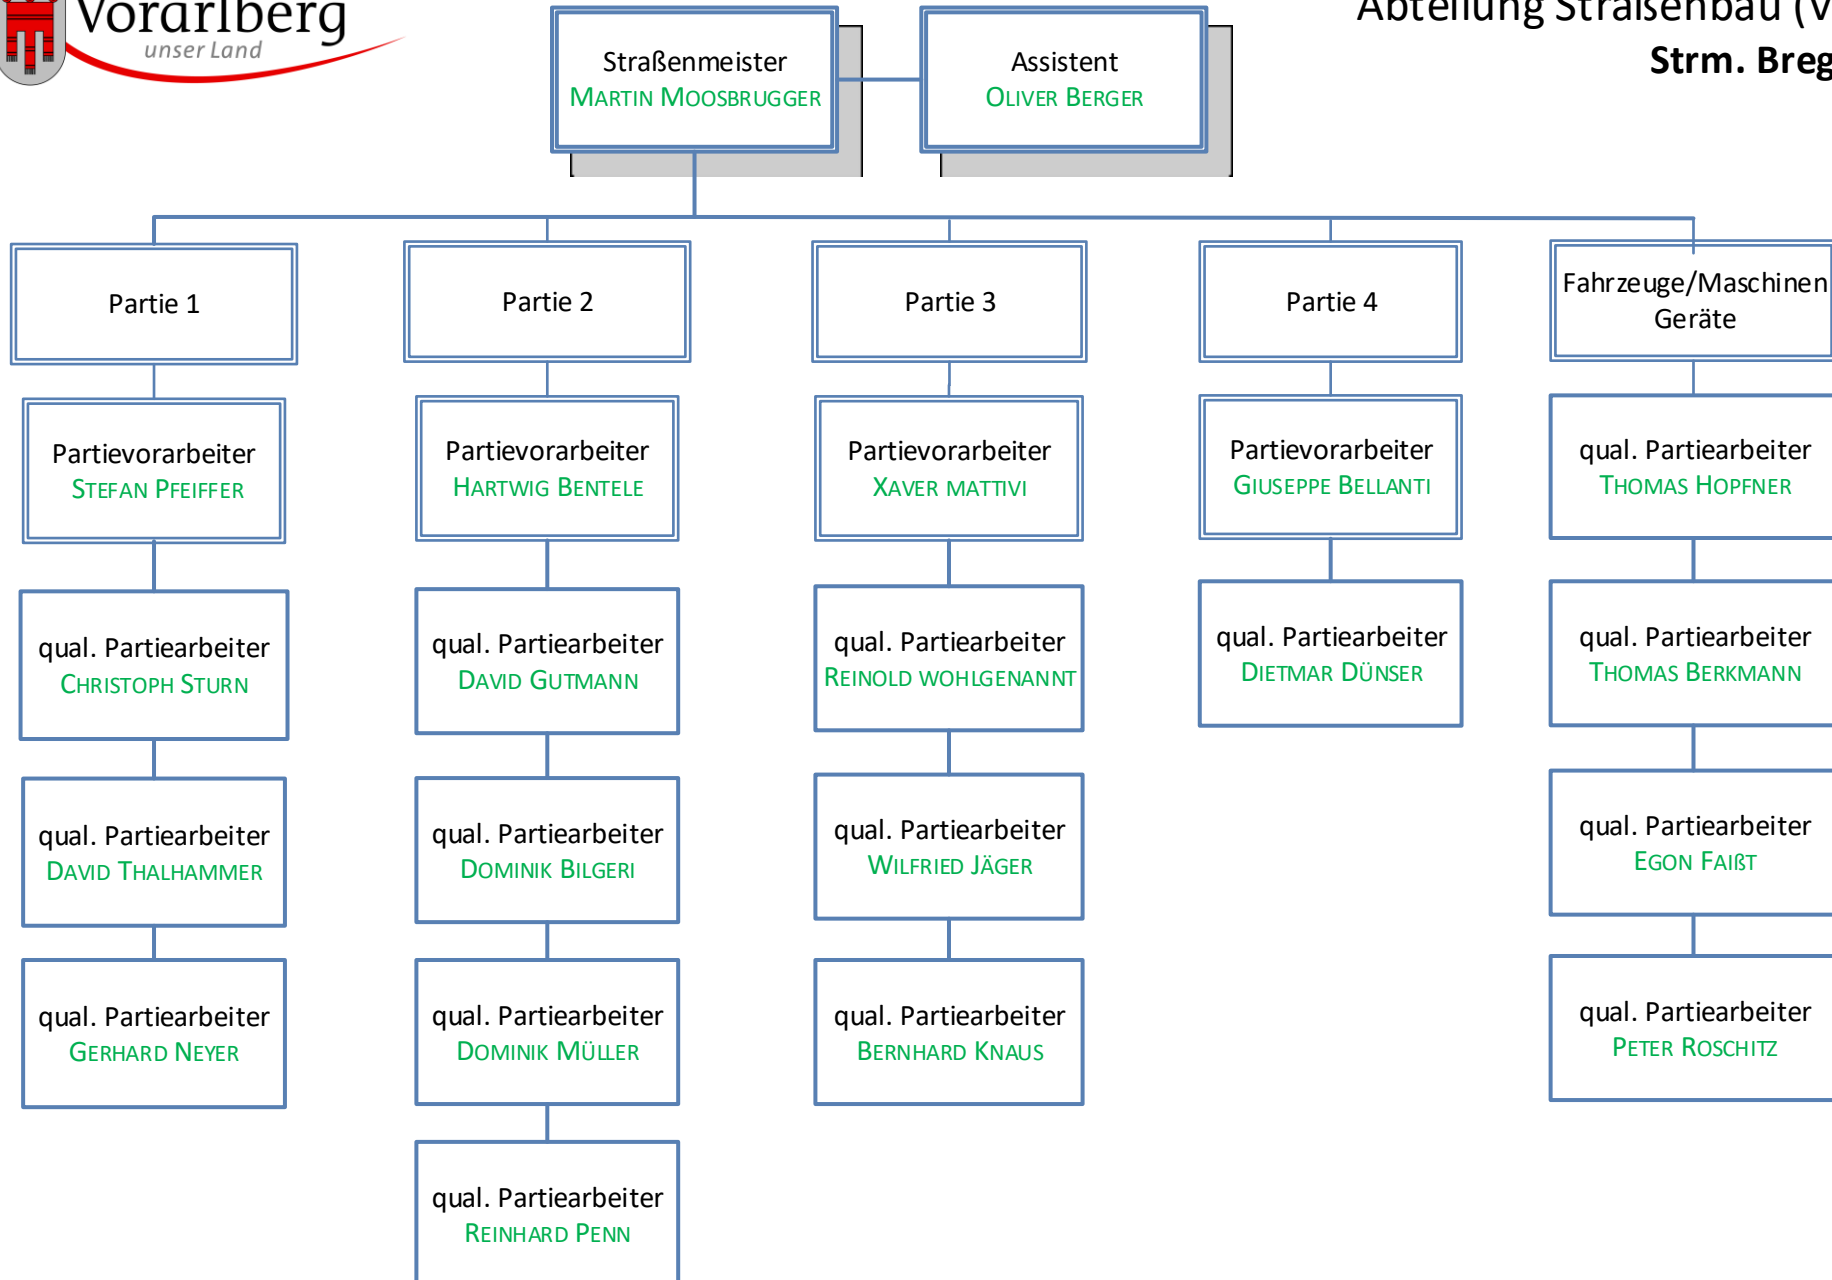 Vorarlberg
unser Land
Abteilung Straßenbau (V
Strm. Breg
Straßenmeister
MARTIN MOOSBRUGGER
Assistent
OLIVER BERGER
Partie 1
Partie 2
Partie 3
Partie 4
Fahrzeuge/Maschinen
Geräte
Partievorarbeiter
STEFAN PFEIFFER
Partievorarbeiter
HARTWIG BENTELE
Partievorarbeiter
XAVER MATTIVI
Partievorarbeiter
GIUSEPPE BELLANTI
qual. Partiearbeiter
THOMAS HOPFNER
qual. Partiearbeiter
CHRISTOPH STURN
qual. Partiearbeiter
DAVID GUTMANN
qual. Partiearbeiter
REINOLD WOHLGENANNT
qual. Partiearbeiter
DIETMAR DÜNSER
qual. Partiearbeiter
THOMAS BERKMANN
qual. Partiearbeiter
DAVID THALHAMMER
qual. Partiearbeiter
DOMINIK BILGERI
qual. Partiearbeiter
WILFRIED JÄGER
qual. Partiearbeiter
EGON FAIßT
qual. Partiearbeiter
GERHARD NEYER
qual. Partiearbeiter
DOMINIK MÜLLER
qual. Partiearbeiter
BERNHARD KNAUS
qual. Partiearbeiter
PETER ROSCHITZ
qual. Partiearbeiter
REINHARD PENN